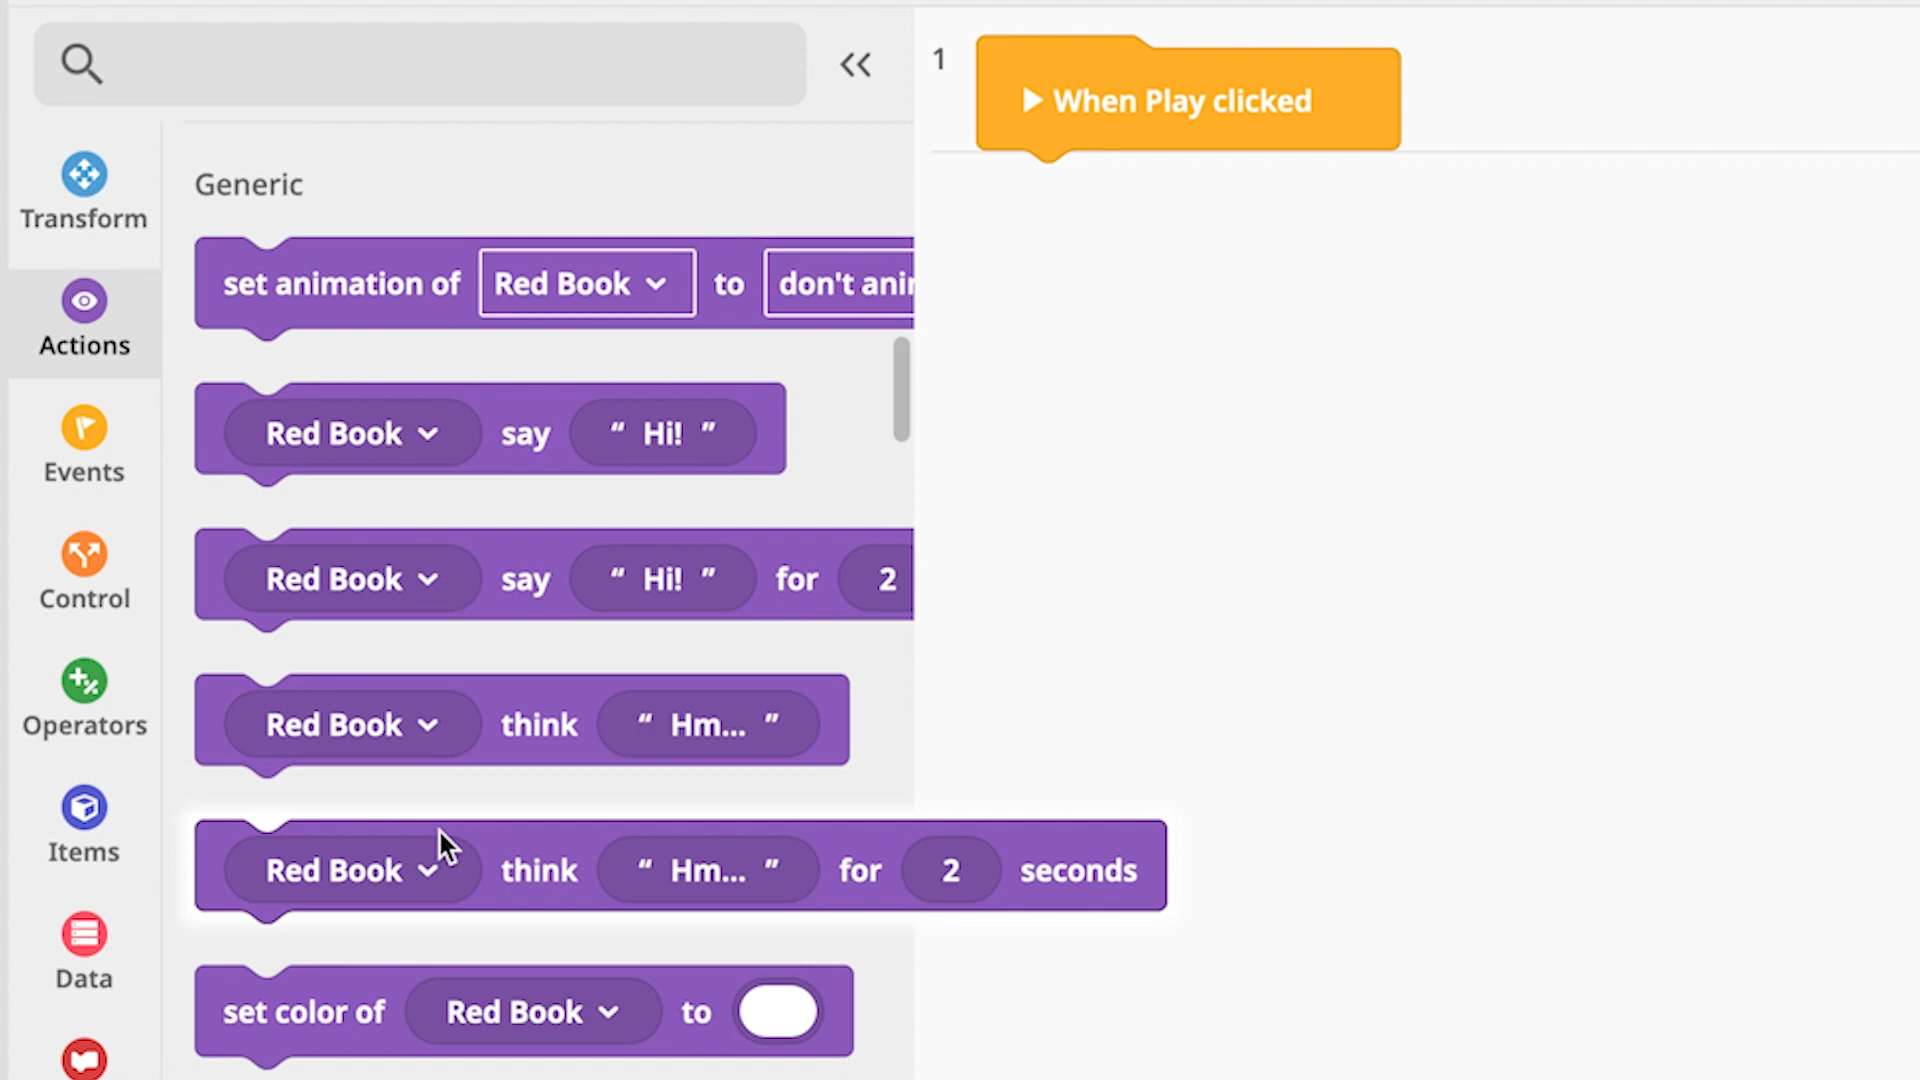 1
When Play clicked
Transform
Actions
Events
Control
Operators
Items
Data
Generic
set animation of Red Book to don't anim
Red Book say “ Hi! ”
Red Book say “ Hi! ” for 2
Red Book think “ Hm... ”
Red Book think “ Hm... ” for 2 seconds
set color of Red Book to